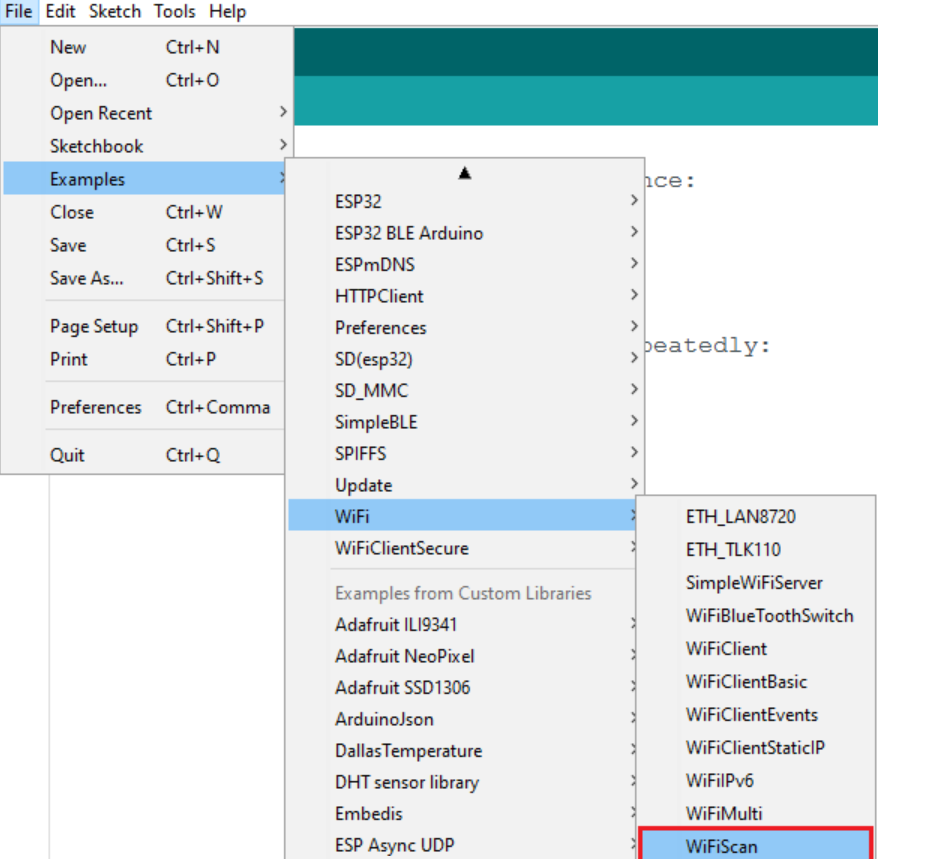 File Edit Sketch Tools Help
New Ctrl+N
Open... Ctrl+O
Open Recent
Sketchbook
Examples
Close Ctrl+W
Save Ctrl+S
Save As... Ctrl+Shift+S
Page Setup Ctrl+Shift+P
Print Ctrl+P
Preferences Ctrl+Comma
Quit Ctrl+Q
ESP32
ESP32 BLE Arduino
ESPmDNS
HTTPClient
Preferences
SD(esp32)
SD_MMC
SimpleBLE
SPIFFS
Update
WiFi
WiFiClientSecure
Examples from Custom Libraries
Adafruit ILI9341
Adafruit NeoPixel
Adafruit SSD1306
ArduinoJson
DallasTemperature
DHT sensor library
Embedis
ESP Async UDP
ETH_LAN8720
ETH_TLK110
SimpleWiFiServer
WiFiBlueToothSwitch
WiFiClient
WiFiClientBasic
WiFiClientEvents
WiFiClientStaticIP
WiFiIPv6
WiFiMulti
WiFiScan
nce:
peatedly: